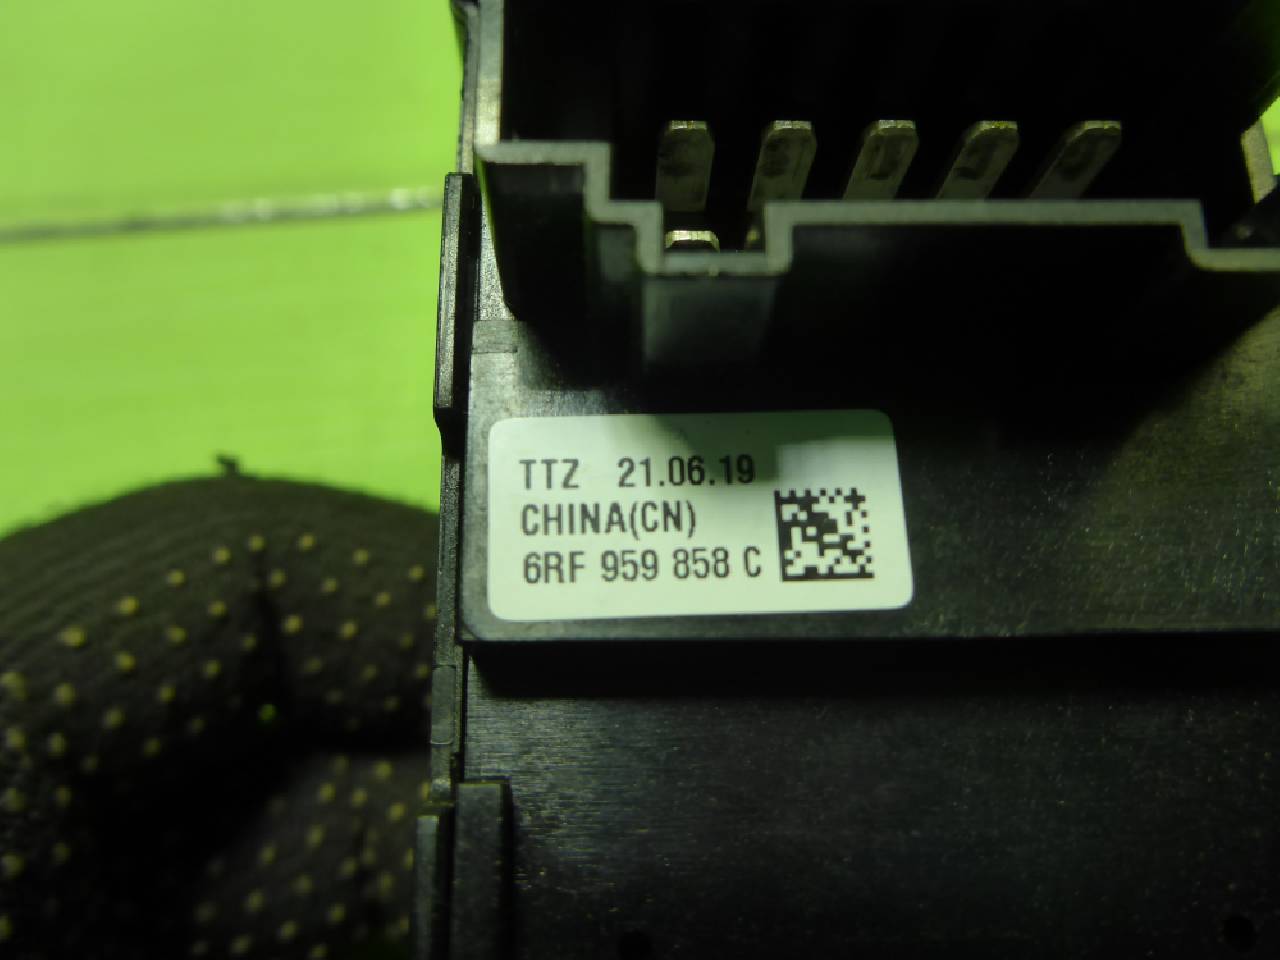 TTZ 21.06.19
CHINA(CN)
6RF 959 858 C